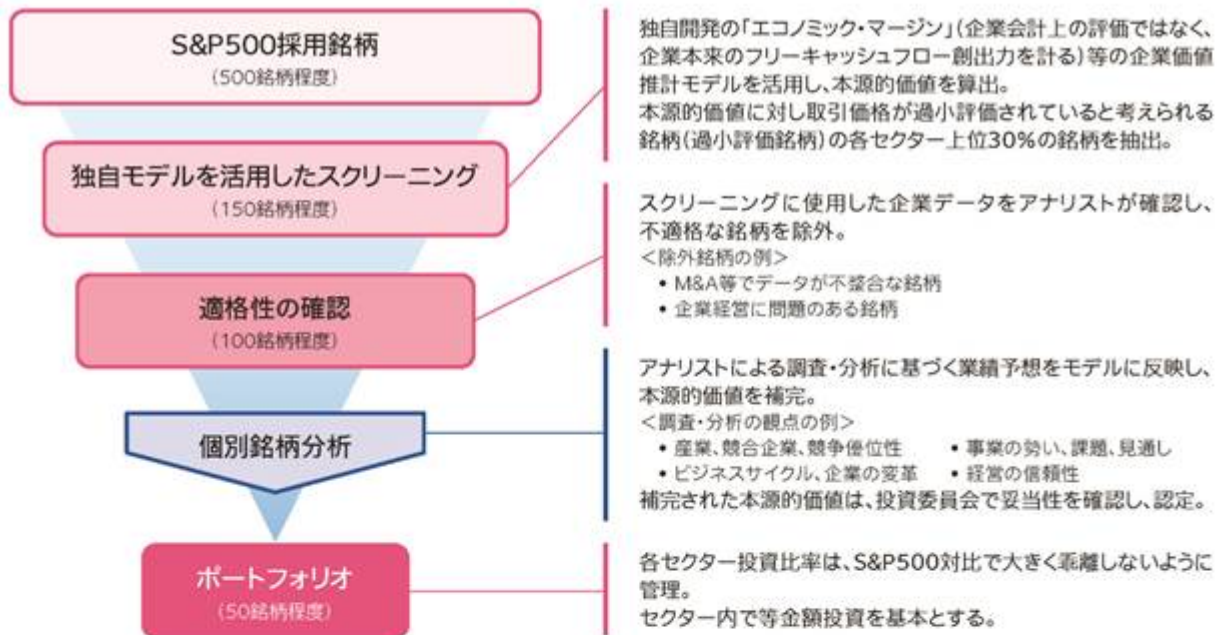 S&P500採用銘柄
（500銘柄程度）
独自モデルを活用したスクリーニング
（150銘柄程度）
適格性の確認
（100銘柄程度）
個別銘柄分析
ポートフォリオ
（50銘柄程度）
独自開発の「エコノミック・マージン」（企業会計上の評価ではなく、
企業本来のフリーキャッシュフロー創出力を計る）等の企業価値
推計モデルを活用し、本源的価値を算出。
本源的価値に対し取引価格が過小評価されていると考えられる
銘柄（過小評価銘柄）の各セクター上位30％の銘柄を抽出。
スクリーニングに使用した企業データをアナリストが確認し、
不適格な銘柄を除外。
＜除外銘柄の例＞
• M&A等でデータが不整合な銘柄
• 企業経営に問題のある銘柄
アナリストによる調査・分析に基づく業績予想をモデルに反映し、
本源的価値を補完。
＜調査・分析の観点の例＞
• 産業、競合企業、競争優位性 • 事業の勢い、課題、見通し
• ビジネスサイクル、企業の変革 • 経営の信頼性
補完された本源的価値は、投資委員会で妥当性を確認し、認定。
各セクター投資比率は、S&P500対比で大きく乖離しないように
管理。
セクター内で等金額投資を基本とする。